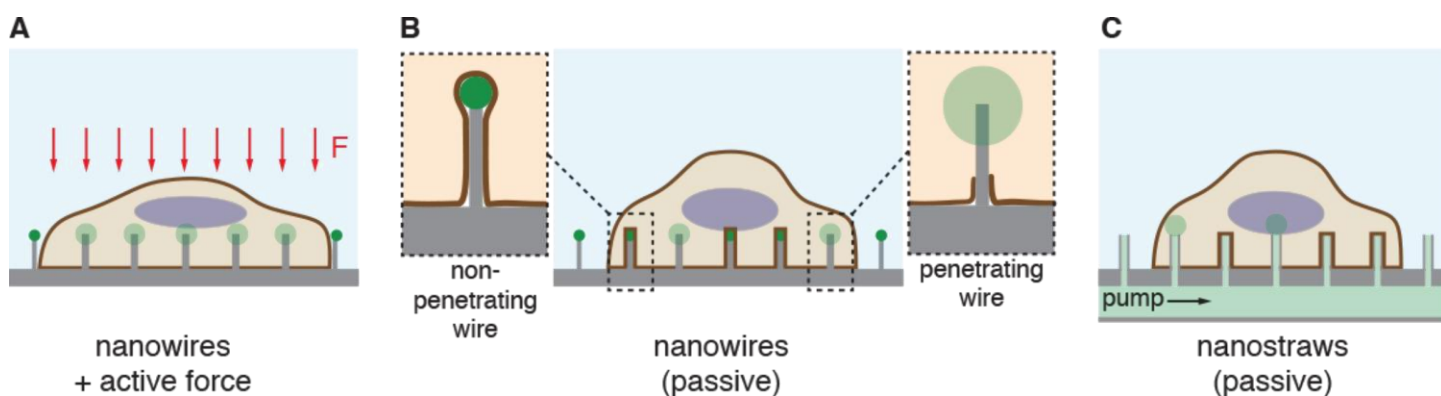 A
F
nanowires
+ active force
B
non-
penetrating
wire
penetrating
wire
nanowires
(passive)
C
pump
nanostraws
(passive)